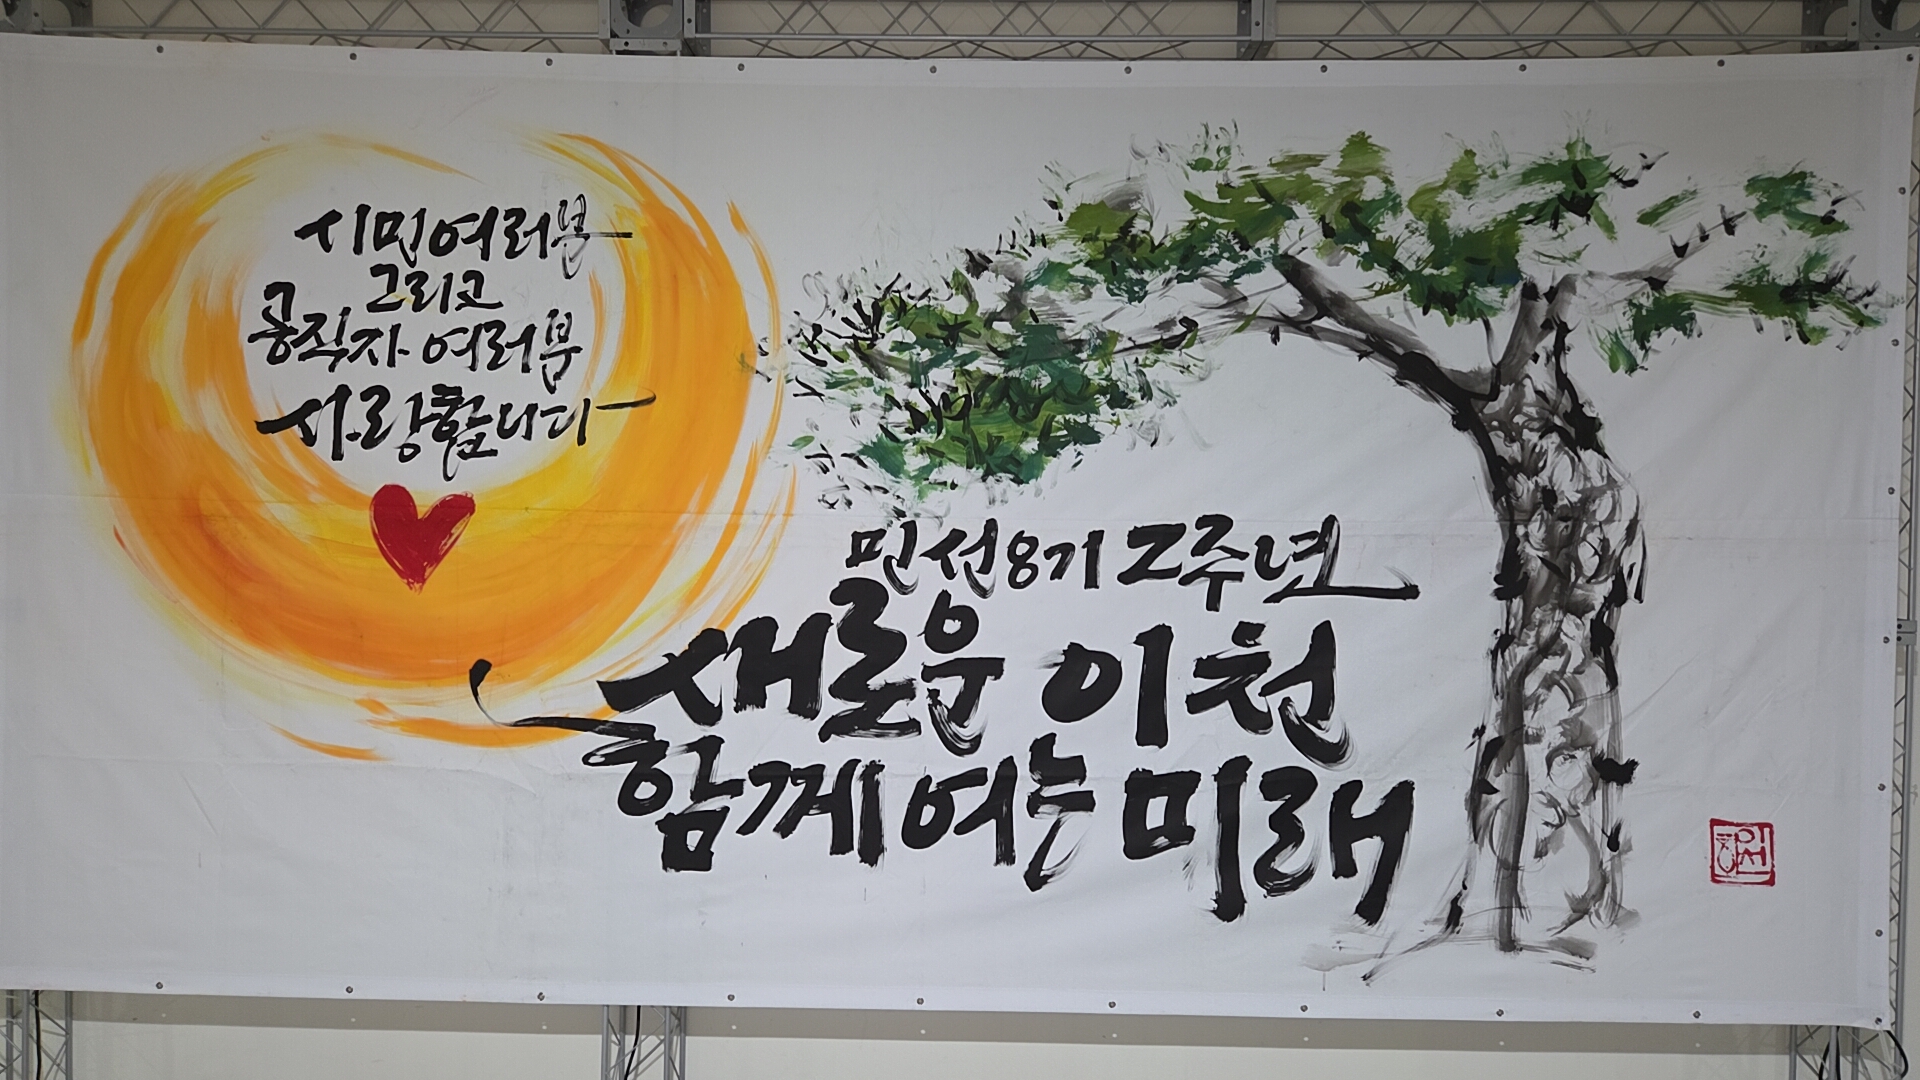 시민여러분
그리고
공직자 여러분
사랑합니다
민선8기 2주년
새로운 이천
함께 여는 미래